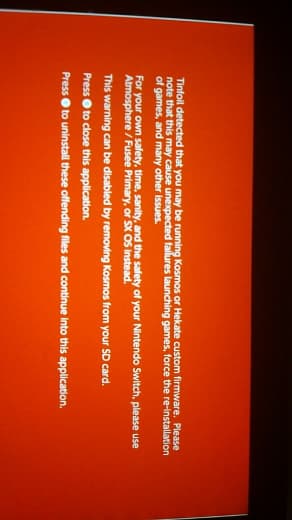 Tinfoil detected that you may be running Kosmos or Hekate custom firmware. Please
note that this may cause unexpected failures launching games, force the re-installation
of games, and many other issues.
For your own safety, time, sanity, and the safety of your Nintendo Switch, please use
Atmosphere / Fusee Primary, or SX OS instead.
This warning can be disabled by removing Kosmos from your SD card.
Press to close this application.
Press to uninstall these offending files and continue into this application.